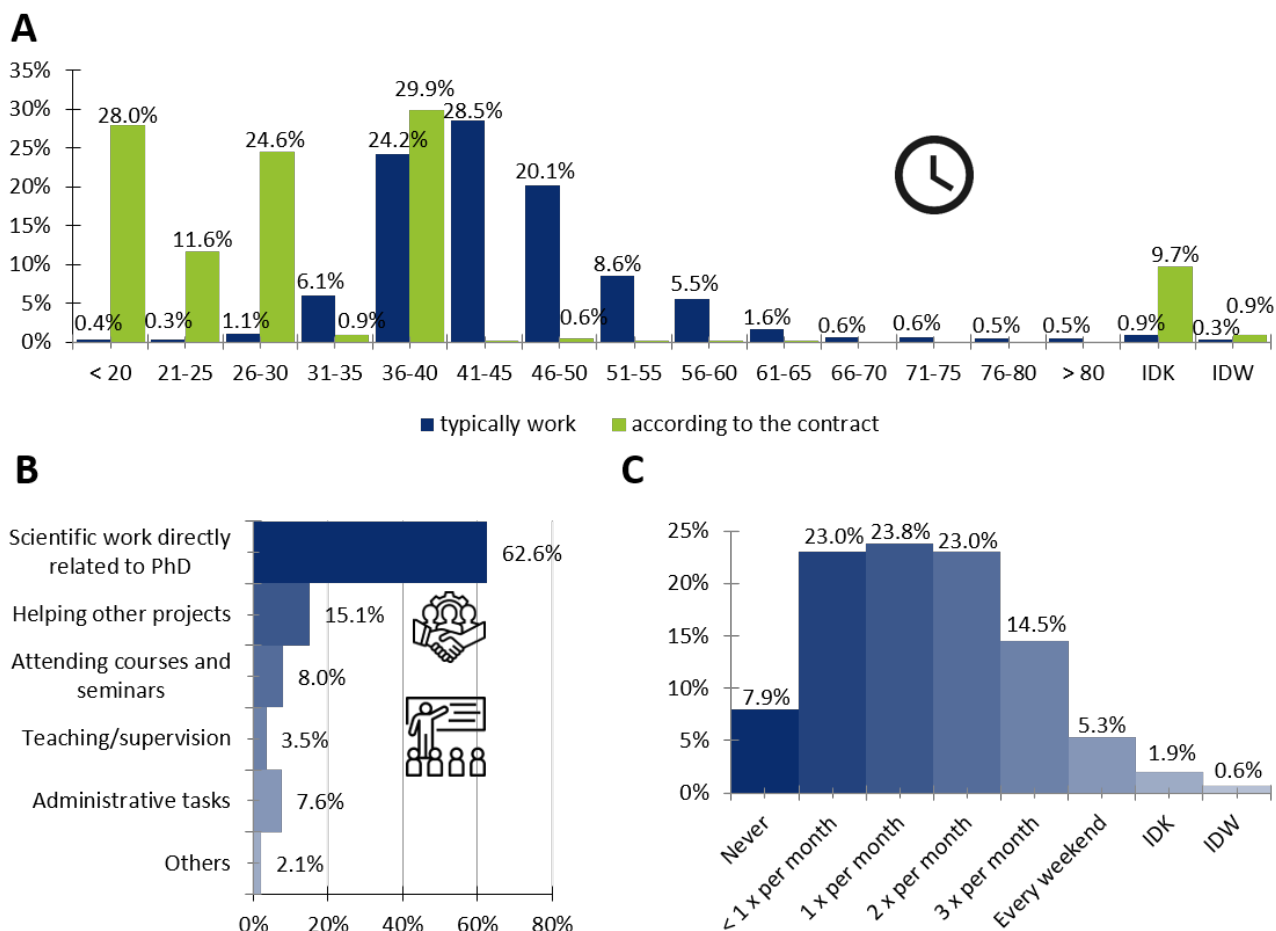 A
35%
30%
25%
20%
15%
10%
5%
0%
28.0%
11.6%
24.6%
29.9%
24.2%
28.5%
20.1%
6.1%
8.6%
5.5%
9.7%
0.4%
0.3%
1.1%
0.9%
0.6%
1.6%
0.6%
0.6%
0.5%
0.5%
0.9%
0.3%
0.9%
< 20 21-25 26-30 31-35 36-40 41-45 46-50 51-55 56-60 61-65 66-70 71-75 76-80 > 80 IDK IDW
typically work according to the contract
B
Scientific work directly
related to PhD
62.6%
Helping other projects
15.1%
Attending courses and
seminars
8.0%
Teaching/supervision
3.5%
Administrative tasks
7.6%
Others
2.1%
0% 20% 40% 60% 80%
C
25%
20%
15%
10%
5%
0%
7.9%
23.0%
23.8%
23.0%
14.5%
5.3%
1.9%
0.6%
Never
< 1 x per month
1 x per month
2 x per month
3 x per month
Every weekend
IDK
IDW